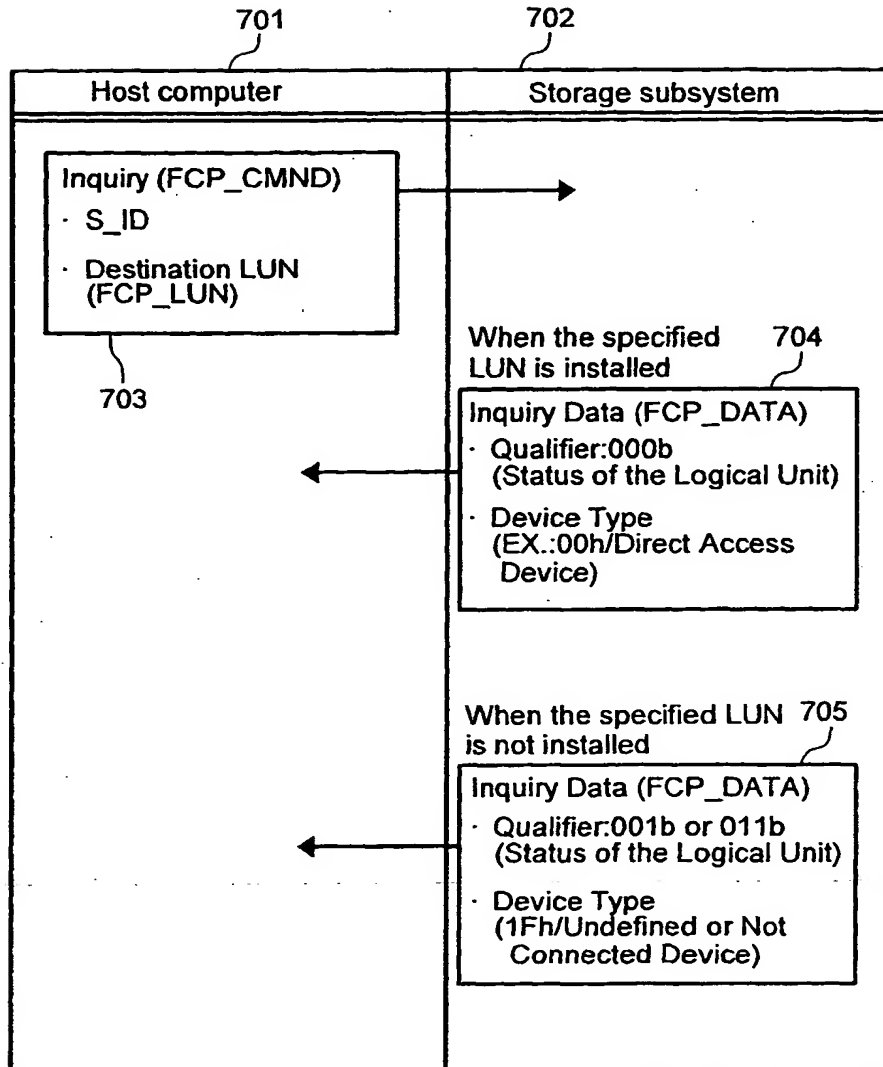 701
702
Host computer
Storage subsystem
Inquiry (FCP_CMND)
· S_ID
· Destination LUN
(FCP_LUN)
703
When the specified
LUN is installed
704
Inquiry Data (FCP_DATA)
· Qualifier:000b
(Status of the Logical Unit)
· Device Type
(EX.:00h/Direct Access
Device)
When the specified LUN
is not installed
705
Inquiry Data (FCP_DATA)
· Qualifier:001b or 011b
(Status of the Logical Unit)
· Device Type
(1Fh/Undefined or Not
Connected Device)